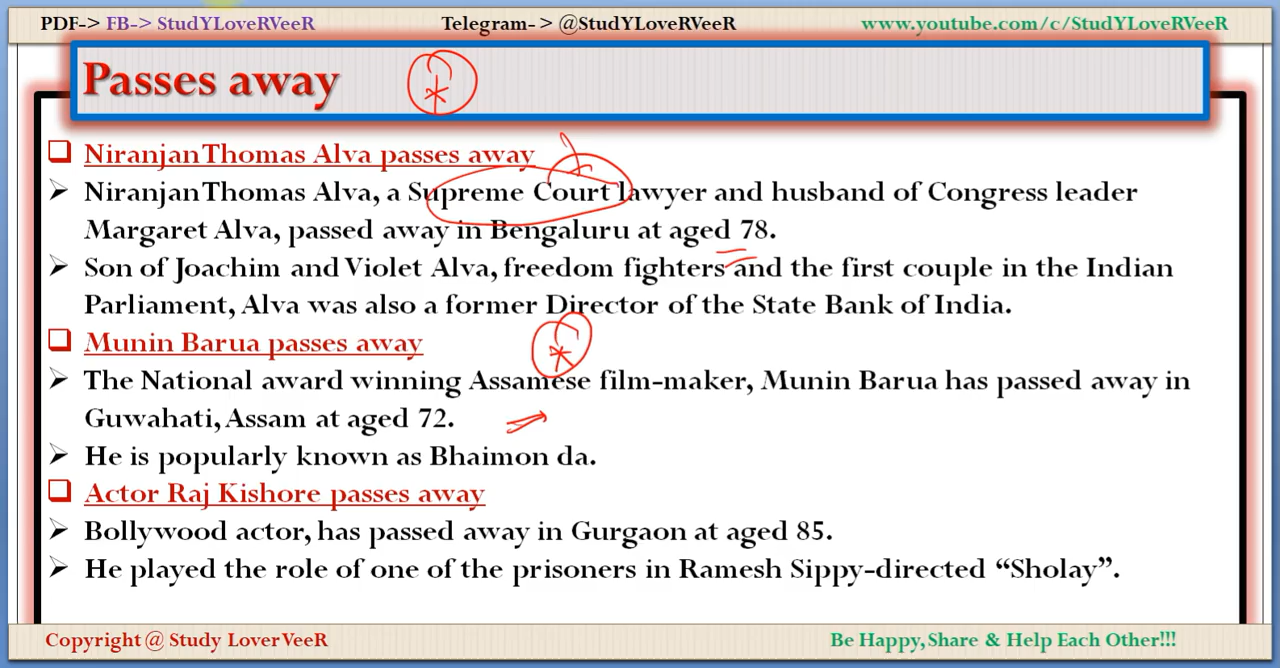 PDF-> FB-> StudYLoveRVeeR Telegram- > @StudYLoveRVeeR www.youtube.com/c/StudYLoveRVeeR
Passes away
Niranjan Thomas Alva passes away
Niranjan Thomas Alva, a Supreme Court lawyer and husband of Congress leader
Margaret Alva, passed away in Bengaluru at aged 78.
Son of Joachim and Violet Alva, freedom fighters and the first couple in the Indian
Parliament, Alva was also a former Director of the State Bank of India.
Munin Barua passes away
The National award winning Assamese film-maker, Munin Barua has passed away in
Guwahati, Assam at aged 72.
He is popularly known as Bhaimon da.
Actor Raj Kishore passes away
Bollywood actor, has passed away in Gurgaon at aged 85.
He played the role of one of the prisoners in Ramesh Sippy-directed “Sholay”.
Copyright @ Study LoverVeeR Be Happy, Share & Help Each Other!!!